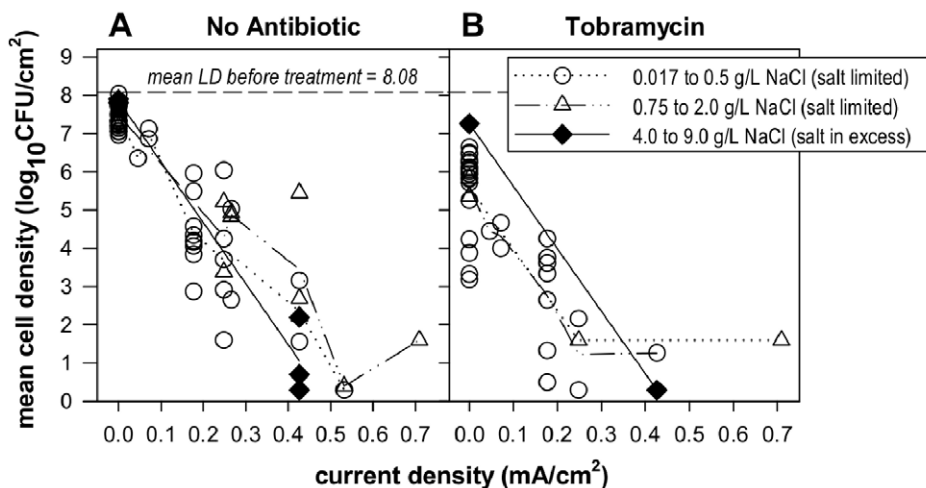 A No Antibiotic
B Tobramycin
mean LD before treatment = 8.08
0.017 to 0.5 g/L NaCl (salt limited)
0.75 to 2.0 g/L NaCl (salt limited)
4.0 to 9.0 g/L NaCl (salt in excess)
mean cell density (log10CFU/cm2)
9
8
7
6
5
4
3
2
1
0
0.0 0.1 0.2 0.3 0.4 0.5 0.6 0.7
0.0 0.1 0.2 0.3 0.4 0.5 0.6 0.7
current density (mA/cm2)